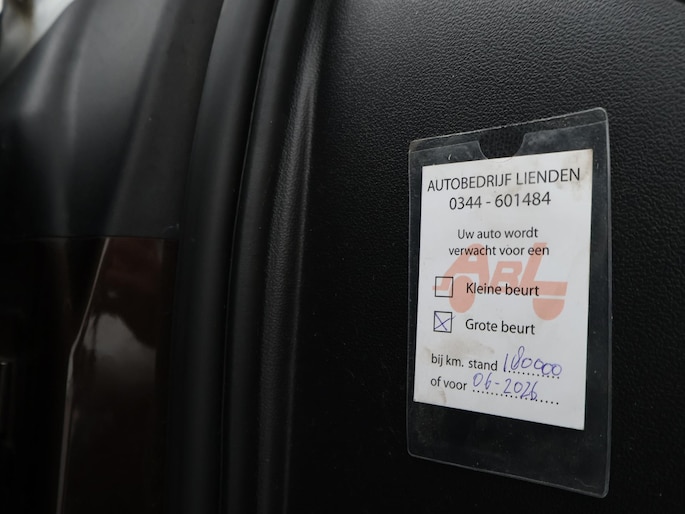 AUTOBEDRIJF LIENDEN
0344 - 601484
Uw auto wordt
verwacht voor een
ABL
Kleine beurt
Grote beurt
bij km. stand 180000
of voor 06-2026